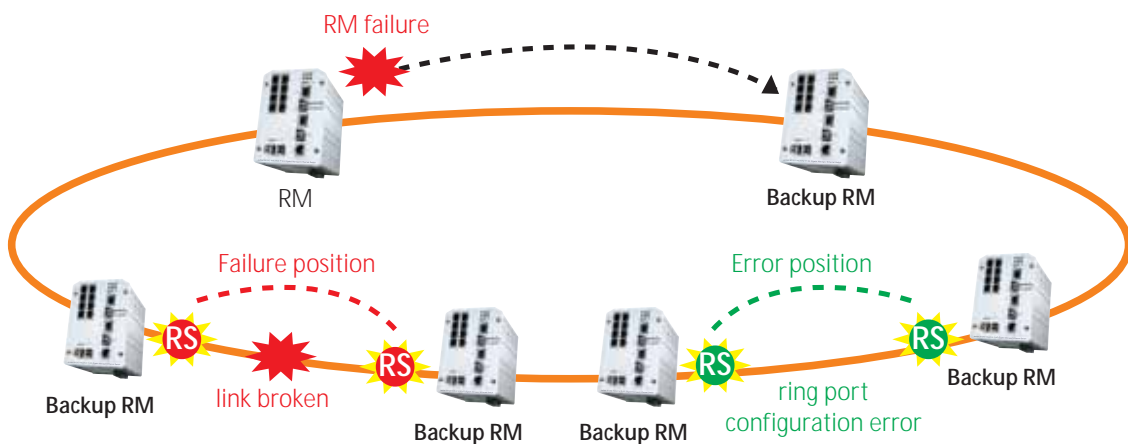 RM failure
RM
Backup RM
Failure position
Error position
RS
RS
RS
RS
link broken
ring port
configuration error
Backup RM
Backup RM
Backup RM
Backup RM